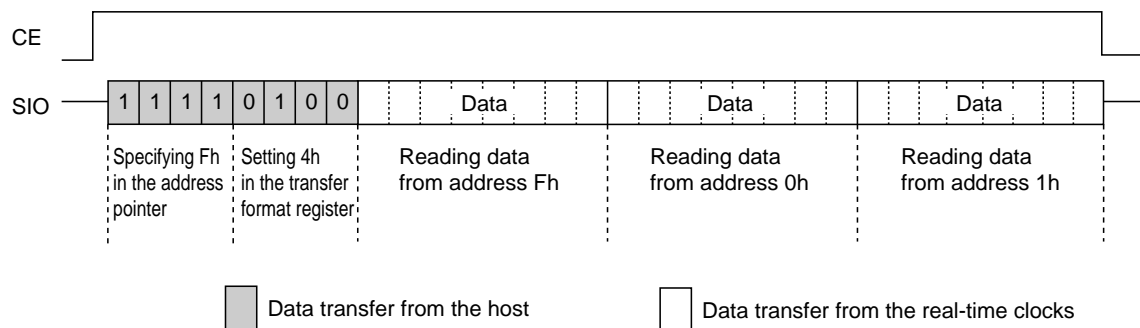 CE
SIO
1 1 1 1 0 1 0 0 Data Data Data
Specifying Fh
in the address
pointer
Setting 4h
in the transfer
format register
Reading data
from address Fh
Reading data
from address 0h
Reading data
from address 1h
Data transfer from the host
Data transfer from the real-time clocks